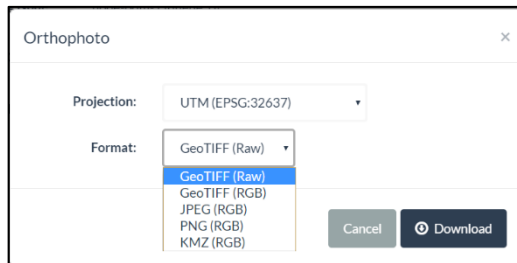 Orthophoto
×
Projection: UTM (EPSG:32637)
Format: GeoTIFF (Raw)
GeoTIFF (Raw)
GeoTIFF (RGB)
JPEG (RGB)
PNG (RGB)
KMZ (RGB)
Cancel Download